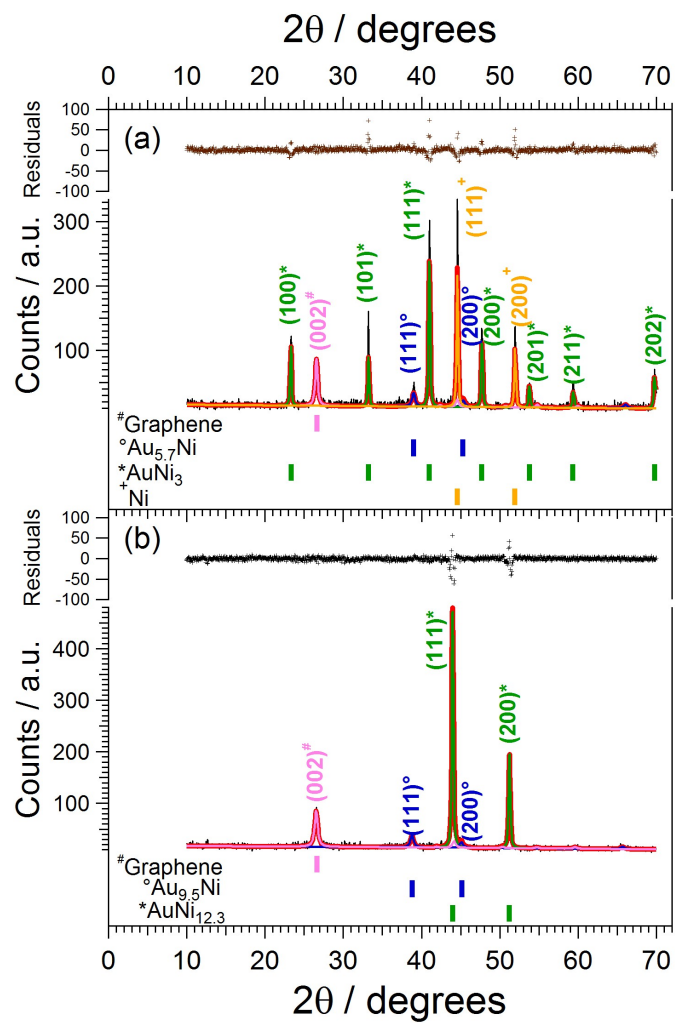 2θ / degrees
0 10 20 30 40 50 60 70
(a)
Residuals
100
50
0
-50
-100
Counts / a.u.
300
200
100
(100)*
(002)#
(101)*
(111)°
(111)*
(111)+
(200)°
(200)*
(200)+
(201)*
(211)*
(202)*
#Graphene
°Au5.7Ni
*AuNi3
+Ni
(b)
Residuals
100
50
0
-50
-100
Counts / a.u.
400
300
200
100
(002)#
(111)°
(111)*
(200)°
(200)*
#Graphene
°Au9.5Ni
*AuNi12.3
0 10 20 30 40 50 60 70
2θ / degrees